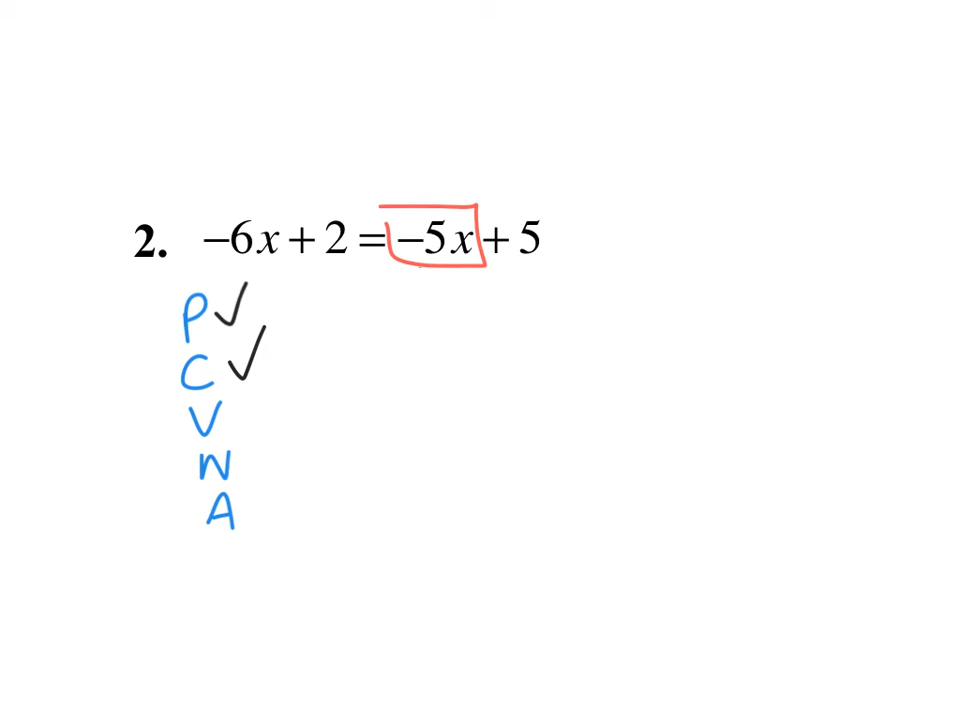 2. −6x + 2 = −5x + 5
P ✓
C ✓
V
N
A